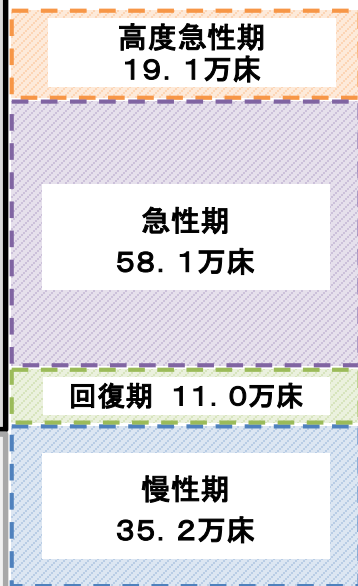 高度急性期
19.1万床
急性期
58.1万床
回復期 11.0万床
慢性期
35.2万床